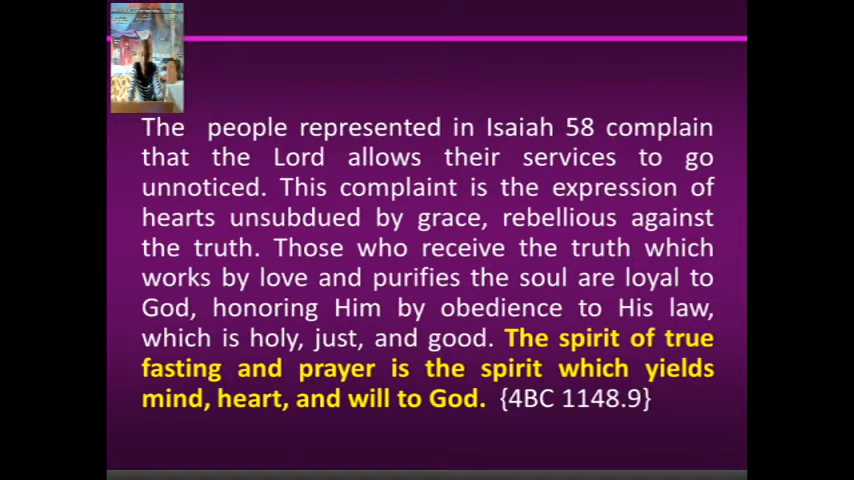 The people represented in Isaiah 58 complain
that the Lord allows their services to go
unnoticed. This complaint is the expression of
hearts unsubdued by grace, rebellious against
the truth. Those who receive the truth which
works by love and purifies the soul are loyal to
God, honoring Him by obedience to His law,
which is holy, just, and good. The spirit of true
fasting and prayer is the spirit which yields
mind, heart, and will to God. {4BC 1148.9}